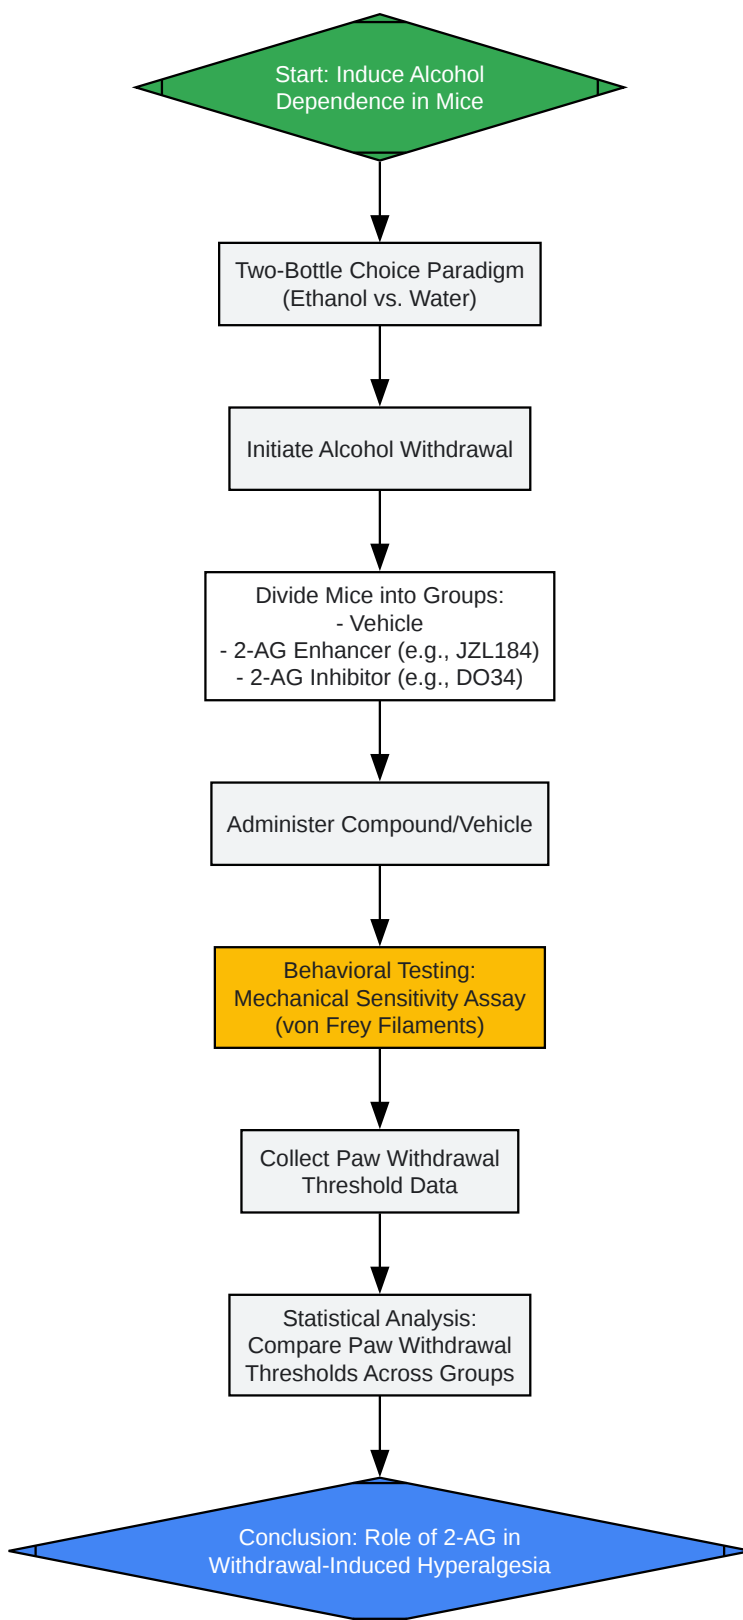 Start: Induce Alcohol
Dependence in Mice
Two-Bottle Choice Paradigm
(Ethanol vs. Water)
Initiate Alcohol Withdrawal
Divide Mice into Groups:
- Vehicle
- 2-AG Enhancer (e.g., JZL184)
- 2-AG Inhibitor (e.g., DO34)
Administer Compound/Vehicle
Behavioral Testing:
Mechanical Sensitivity Assay
(von Frey Filaments)
Collect Paw Withdrawal
Threshold Data
Statistical Analysis:
Compare Paw Withdrawal
Thresholds Across Groups
Conclusion: Role of 2-AG in
Withdrawal-Induced Hyperalgesia